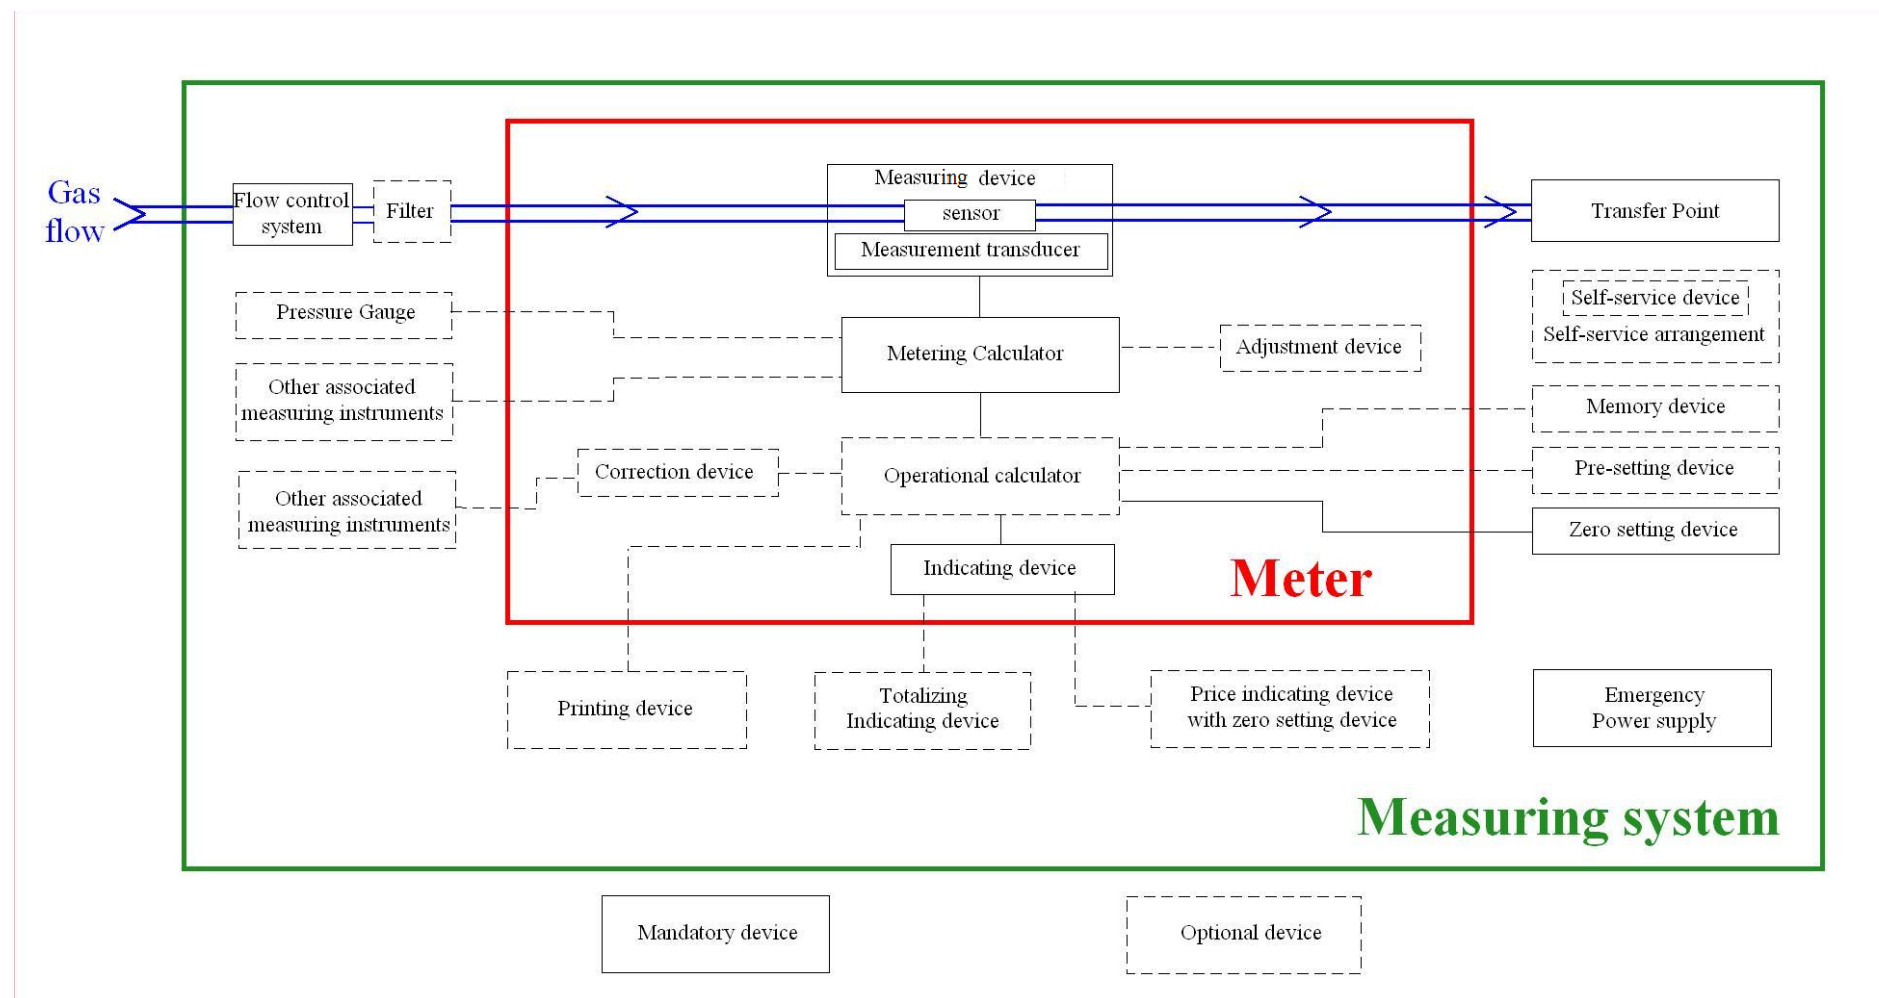 Gas
flow
Flow control
system
Filter
Measuring device
sensor
Measurement transducer
Transfer Point
Pressure Gauge
Metering Calculator
Adjustment device
Self-service device
Self-service arrangement
Other associated
measuring instruments
Memory device
Correction device
Operational calculator
Pre-setting device
Other associated
measuring instruments
Zero setting device
Indicating device
Meter
Printing device
Totalizing
Indicating device
Price indicating device
with zero setting device
Emergency
Power supply
Measuring system
Mandatory device
Optional device